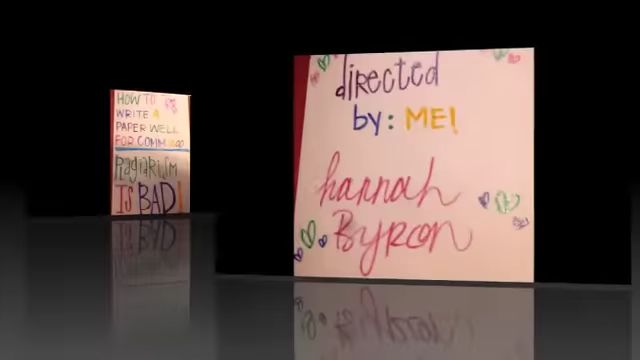 HOW TO
WRITE A
PAPER WELL
FOR COMM
Plagiarism
IS BAD!
directed
by: ME!
hannah
Byron